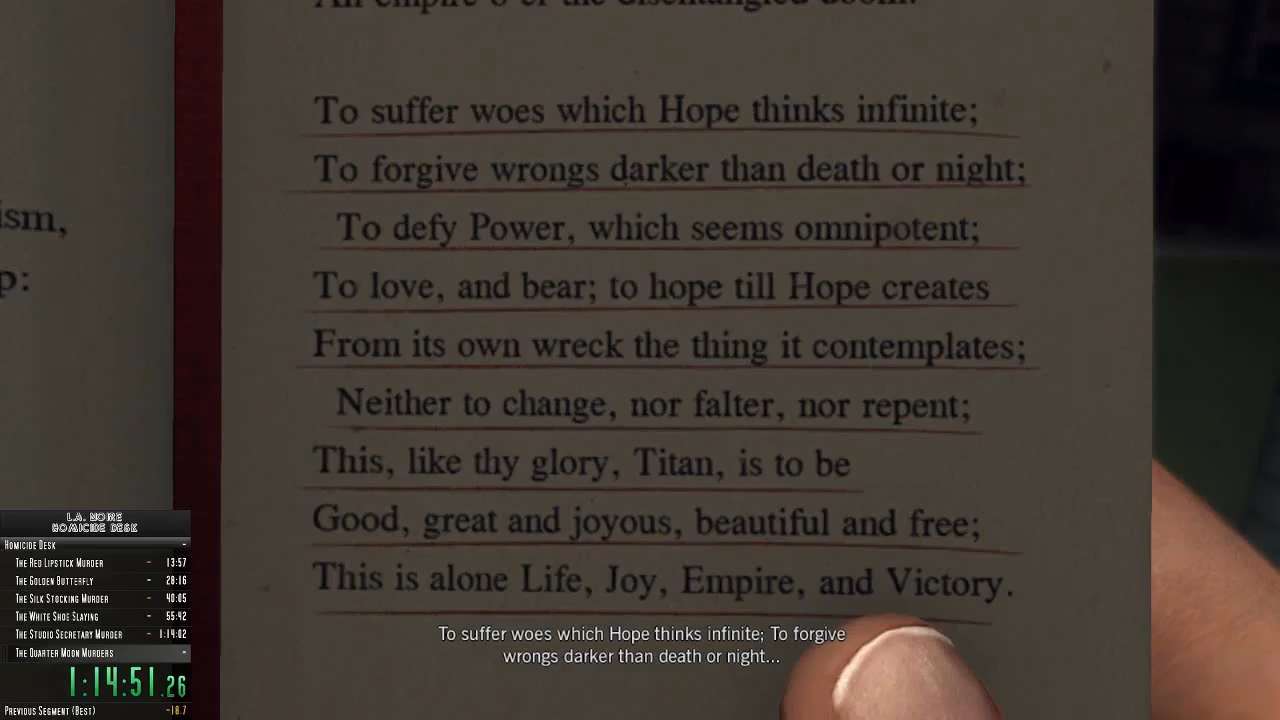 An empire o'er the disentangled doom.
ism,
p:
To suffer woes which Hope thinks infinite;
To forgive wrongs darker than death or night;
To defy Power, which seems omnipotent;
To love, and bear; to hope till Hope creates
From its own wreck the thing it contemplates;
Neither to change, nor falter, nor repent;
This, like thy glory, Titan, is to be
Good, great and joyous, beautiful and free;
This is alone Life, Joy, Empire, and Victory.
To suffer woes which Hope thinks infinite; To forgive
wrongs darker than death or night...
L.A. NOIRE
HOMICIDE DESK
HOMICIDE DESK -
THE RED LIPSTICK MURDER - 13:57
THE GOLDEN BUTTERFLY - 28:16
THE SILK STOCKING MURDER - 40:05
THE WHITE SHOE SLAYING - 55:42
THE STUDIO SECRETARY MURDER - 1:14:02
THE QUARTER MOON MURDERS -
1:14:51.26
PREVIOUS SEGMENT (BEST) -18.7